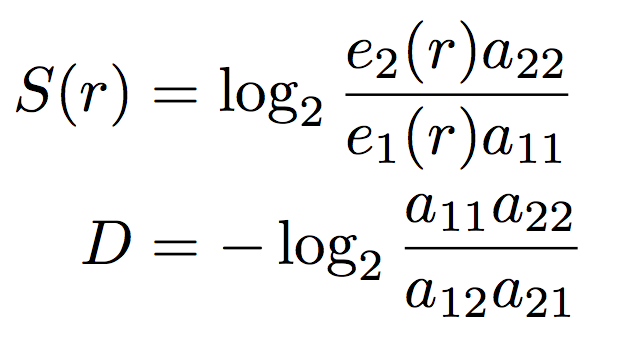 S(r) = log₂ e₂(r)a₂₂ / e₁(r)a₁₁
D = − log₂ a₁₁a₂₂ / a₁₂a₂₁